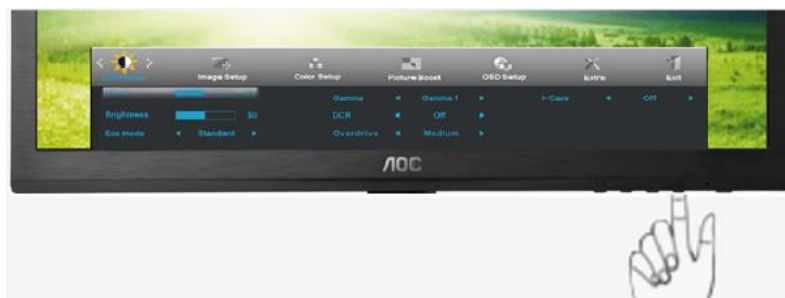 Image Setup
Color Setup
Picture Boost
OSD Setup
Extra
Exit
Gamma
Gamma 1
i-Care
Off
Brightness
50
DCR
Off
Eco mode
Standard
Overdrive
Medium
AOC